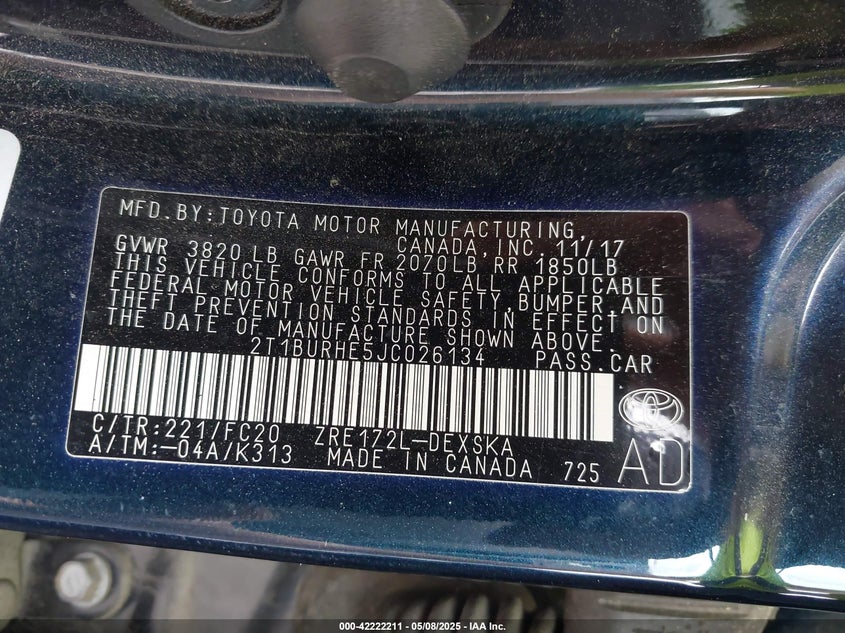 MFD.BY:TOYOTA MOTOR MANUFACTURING,
CANADA,INC. 11/17
GVWR 3820 LB GAWR FR 2070LB RR 1850LB
THIS VEHICLE CONFORMS TO ALL APPLICABLE
FEDERAL MOTOR VEHICLE SAFETY, BUMPER,AND
THEFT PREVENTION STANDARDS IN EFFECT ON
THE DATE OF MANUFACTURE SHOWN ABOVE.
2T1BURHE5JC026134 PASS.CAR
C/TR:221/FC20 ZRE172L-DEXSKA
A/TM:-04A/K313 MADE IN CANADA 725 AD
000-42222211 - 05/08/2025 - IAA Inc.